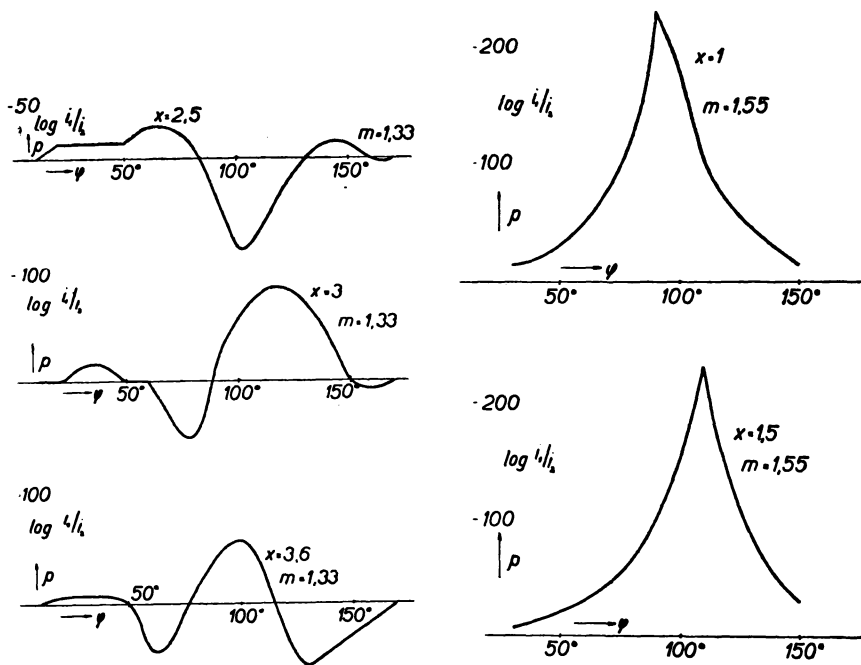 -50
log i₁/i₂
p
φ
x=2,5
m=1,33
50°
100°
150°
-100
log i₁/i₂
p
φ
x=3
m=1,33
50°
100°
150°
-100
log i₁/i₂
p
φ
x=3,6
m=1,33
50°
100°
150°
-200
log i₁/i₂
-100
p
φ
x=1
m=1,55
50°
100°
150°
-200
log i₁/i₂
-100
p
φ
x=1,5
m=1,55
50°
100°
150°